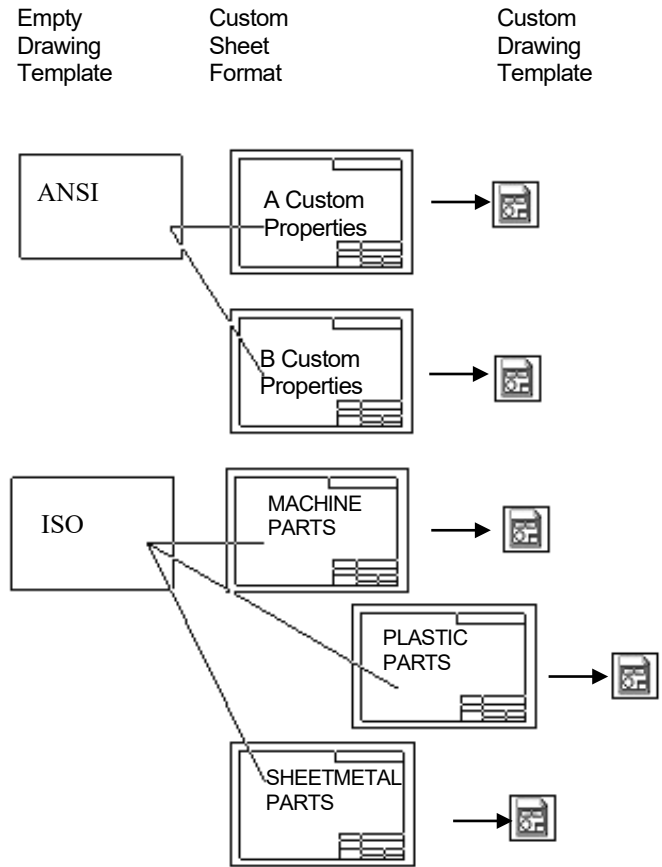 Empty
Drawing
Template
Custom
Sheet
Format
Custom
Drawing
Template
ANSI
A Custom
Properties
B Custom
Properties
ISO
MACHINE
PARTS
PLASTIC
PARTS
SHEETMETAL
PARTS